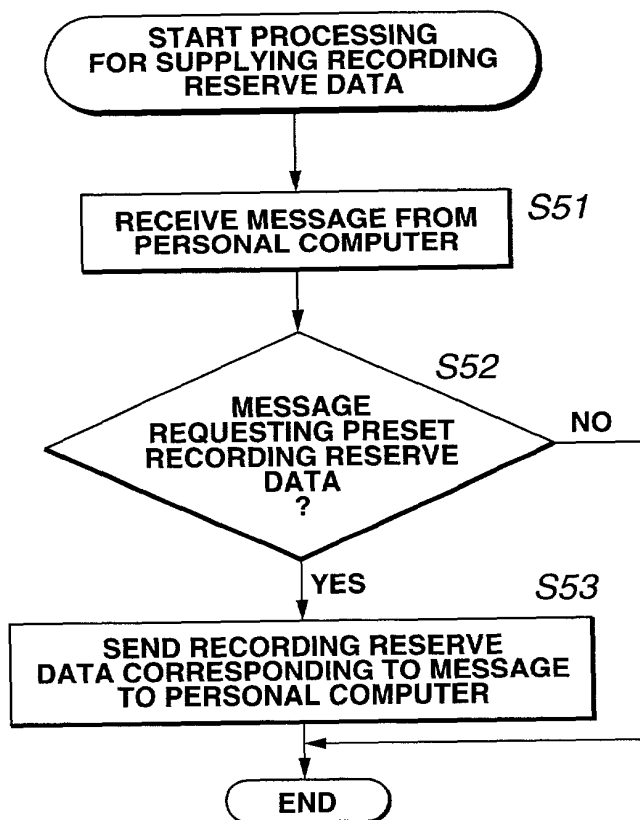 START PROCESSING
FOR SUPPLYING RECORDING
RESERVE DATA
RECEIVE MESSAGE FROM
PERSONAL COMPUTER
S51
S52
MESSAGE
REQUESTING PRESET
RECORDING RESERVE
DATA
?
NO
YES
S53
SEND RECORDING RESERVE
DATA CORRESPONDING TO MESSAGE
TO PERSONAL COMPUTER
END